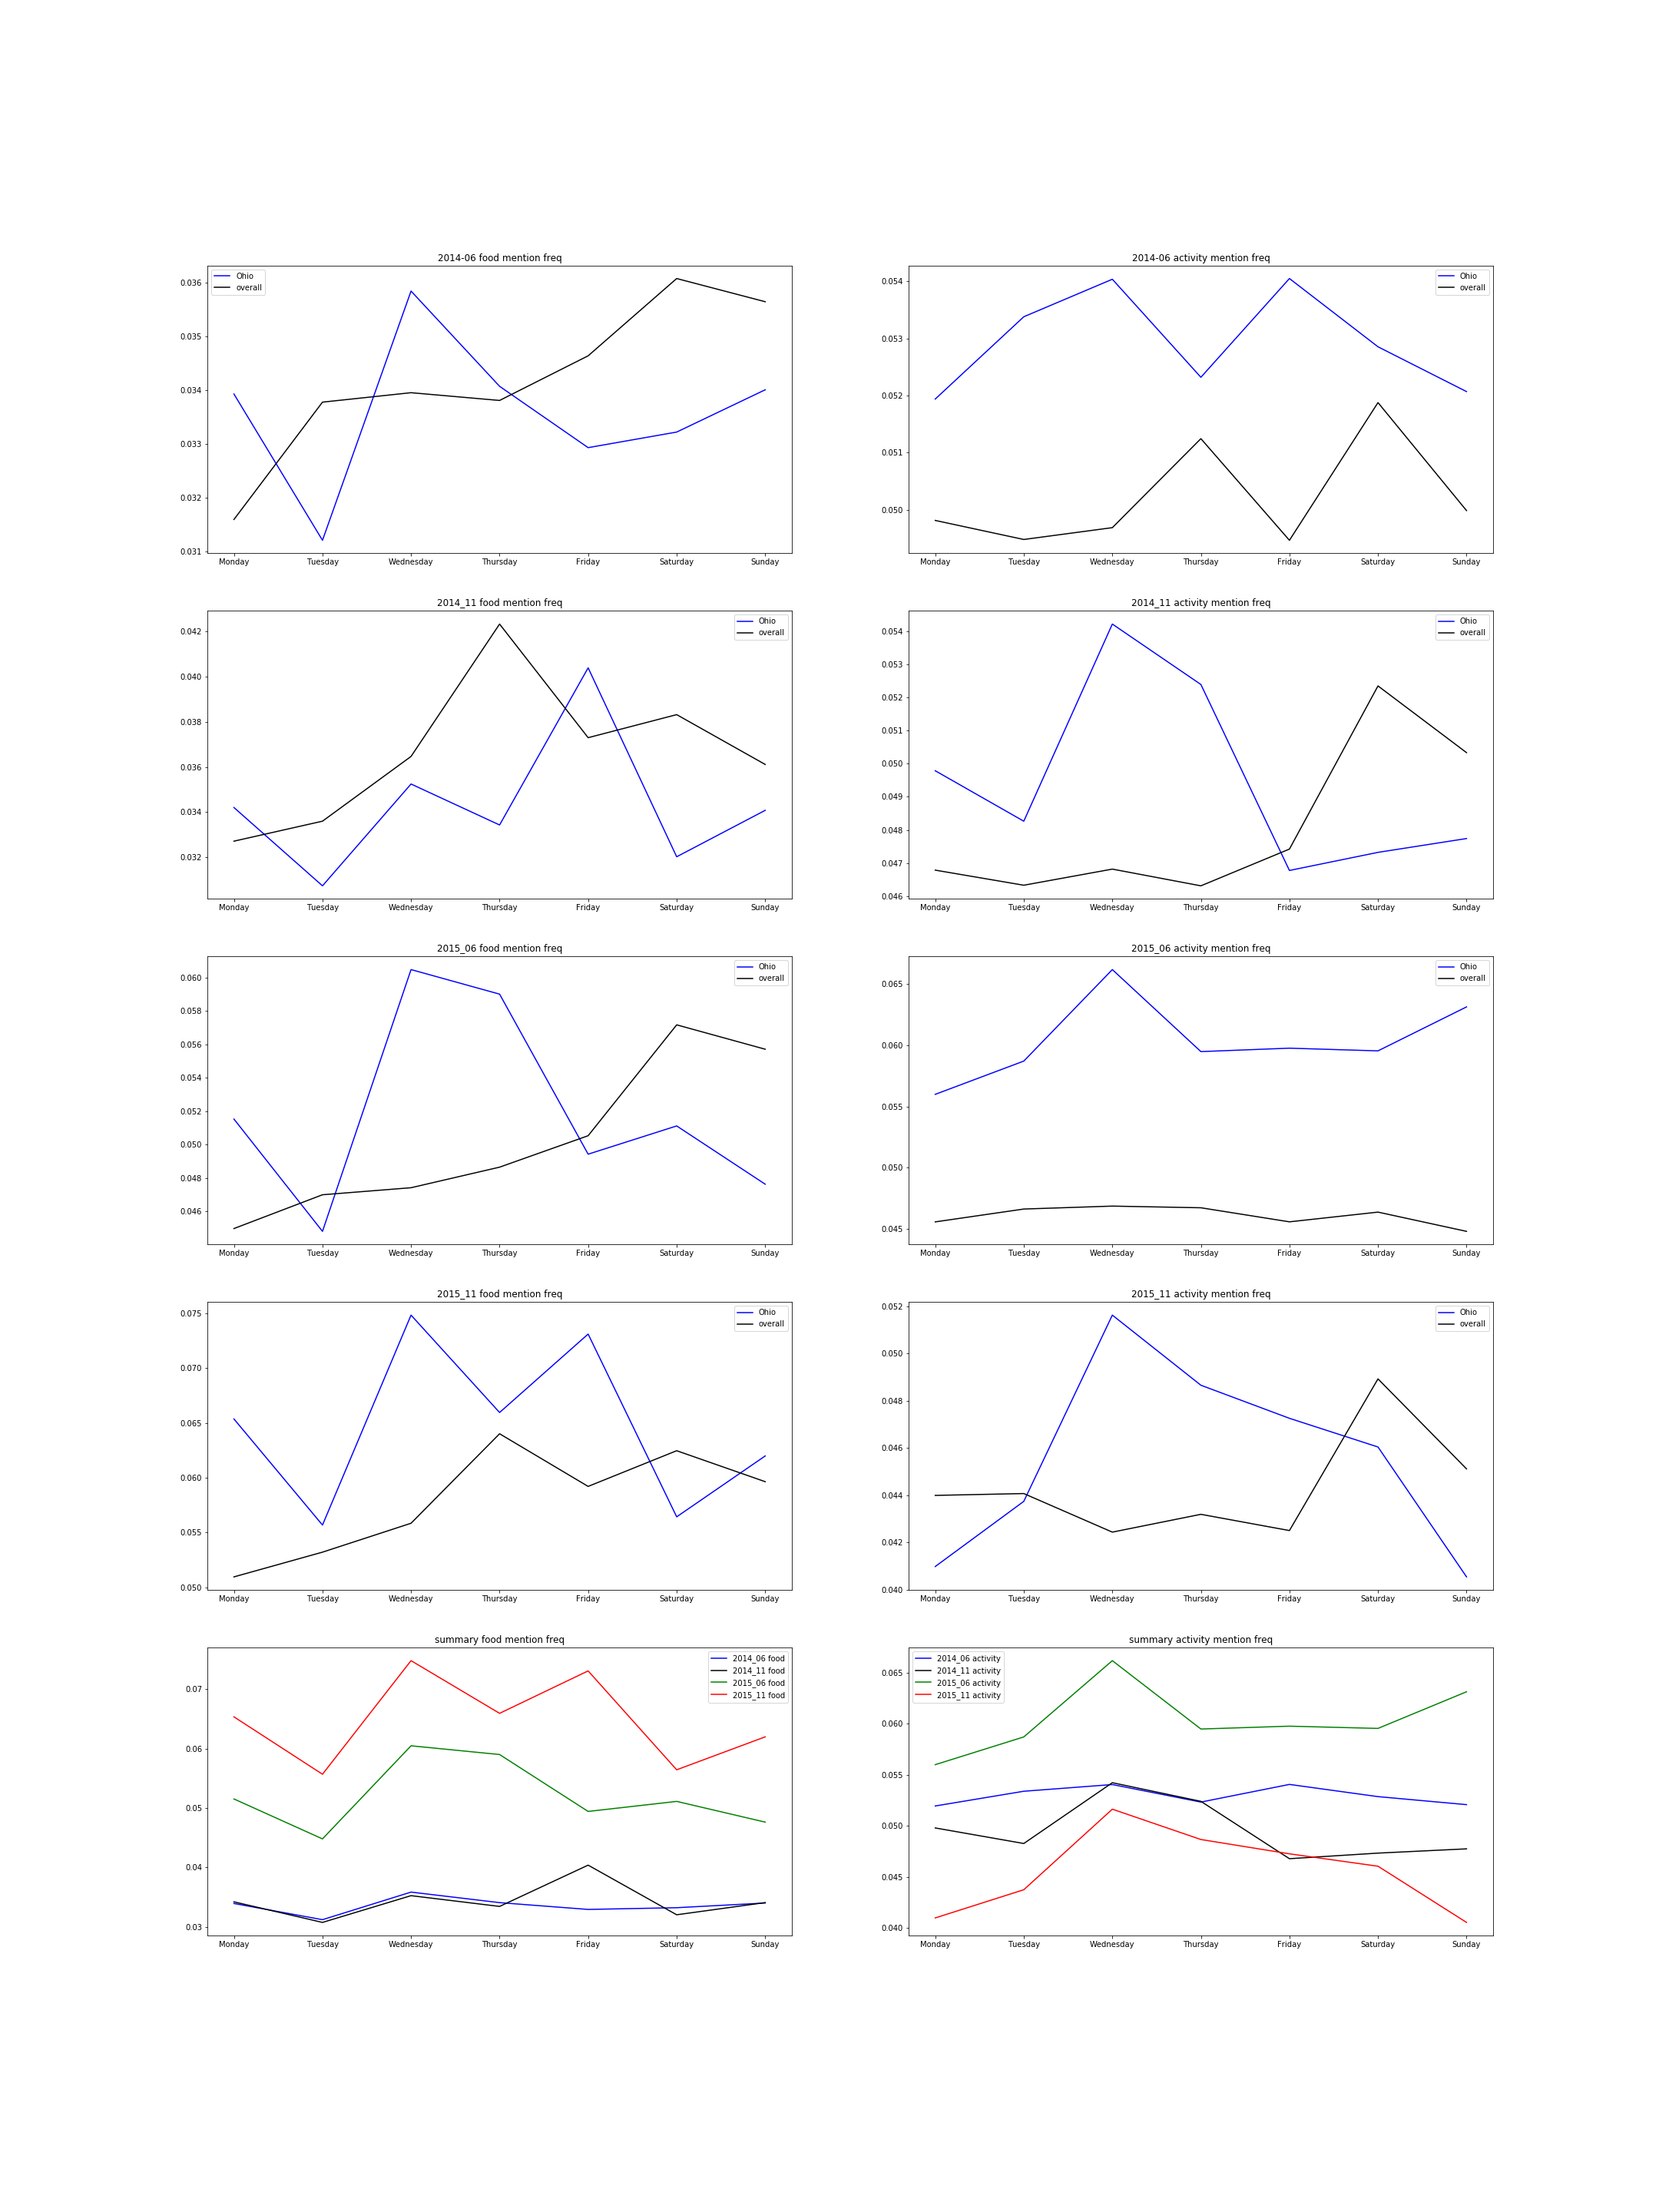 2014-06 food mention freq
Ohio
overall
0.036
0.035
0.034
0.033
0.032
0.031
Monday Tuesday Wednesday Thursday Friday Saturday Sunday
2014-06 activity mention freq
Ohio
overall
0.054
0.053
0.052
0.051
0.050
Monday Tuesday Wednesday Thursday Friday Saturday Sunday
2014_11 food mention freq
Ohio
overall
0.042
0.040
0.038
0.036
0.034
0.032
Monday Tuesday Wednesday Thursday Friday Saturday Sunday
2014_11 activity mention freq
Ohio
overall
0.054
0.053
0.052
0.051
0.050
0.049
0.048
0.047
0.046
Monday Tuesday Wednesday Thursday Friday Saturday Sunday
2015_06 food mention freq
Ohio
overall
0.060
0.058
0.056
0.054
0.052
0.050
0.048
0.046
Monday Tuesday Wednesday Thursday Friday Saturday Sunday
2015_06 activity mention freq
Ohio
overall
0.065
0.060
0.055
0.050
0.045
Monday Tuesday Wednesday Thursday Friday Saturday Sunday
2015_11 food mention freq
Ohio
overall
0.075
0.070
0.065
0.060
0.055
0.050
Monday Tuesday Wednesday Thursday Friday Saturday Sunday
2015_11 activity mention freq
Ohio
overall
0.052
0.050
0.048
0.046
0.044
0.042
0.040
Monday Tuesday Wednesday Thursday Friday Saturday Sunday
summary food mention freq
2014_06 food
2014_11 food
2015_06 food
2015_11 food
0.07
0.06
0.05
0.04
0.03
Monday Tuesday Wednesday Thursday Friday Saturday Sunday
summary activity mention freq
2014_06 activity
2014_11 activity
2015_06 activity
2015_11 activity
0.065
0.060
0.055
0.050
0.045
0.040
Monday Tuesday Wednesday Thursday Friday Saturday Sunday